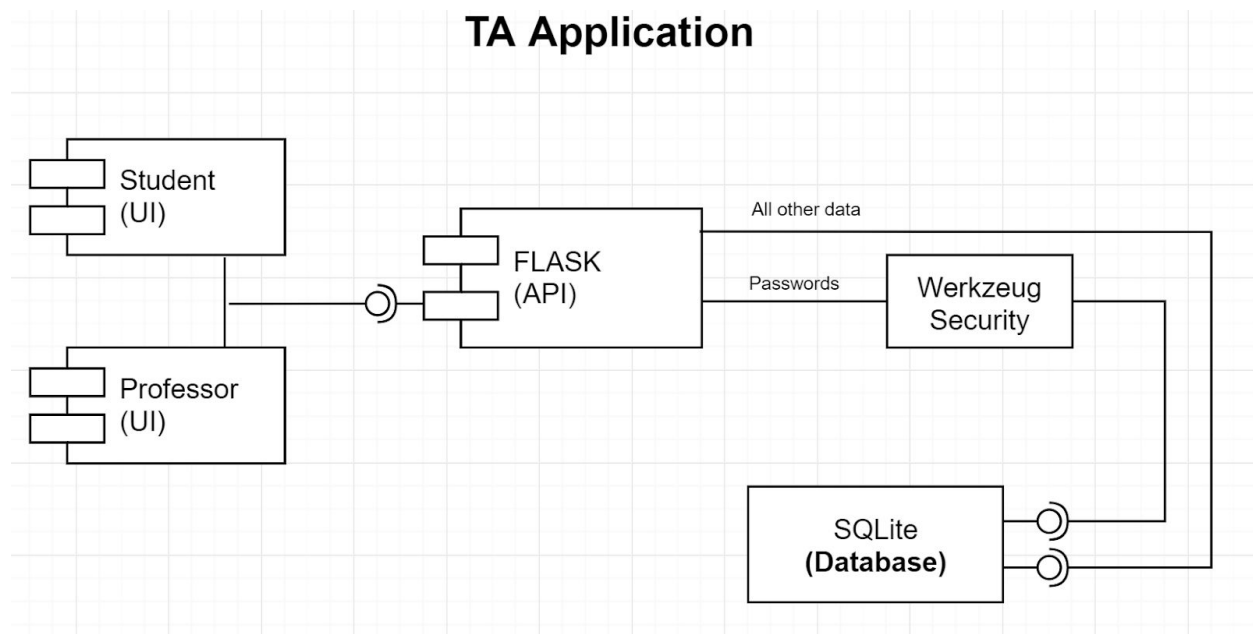 TA Application
Student
(UI)
FLASK
(API)
All other data
Passwords
Werkzeug
Security
Professor
(UI)
SQLite
(Database)